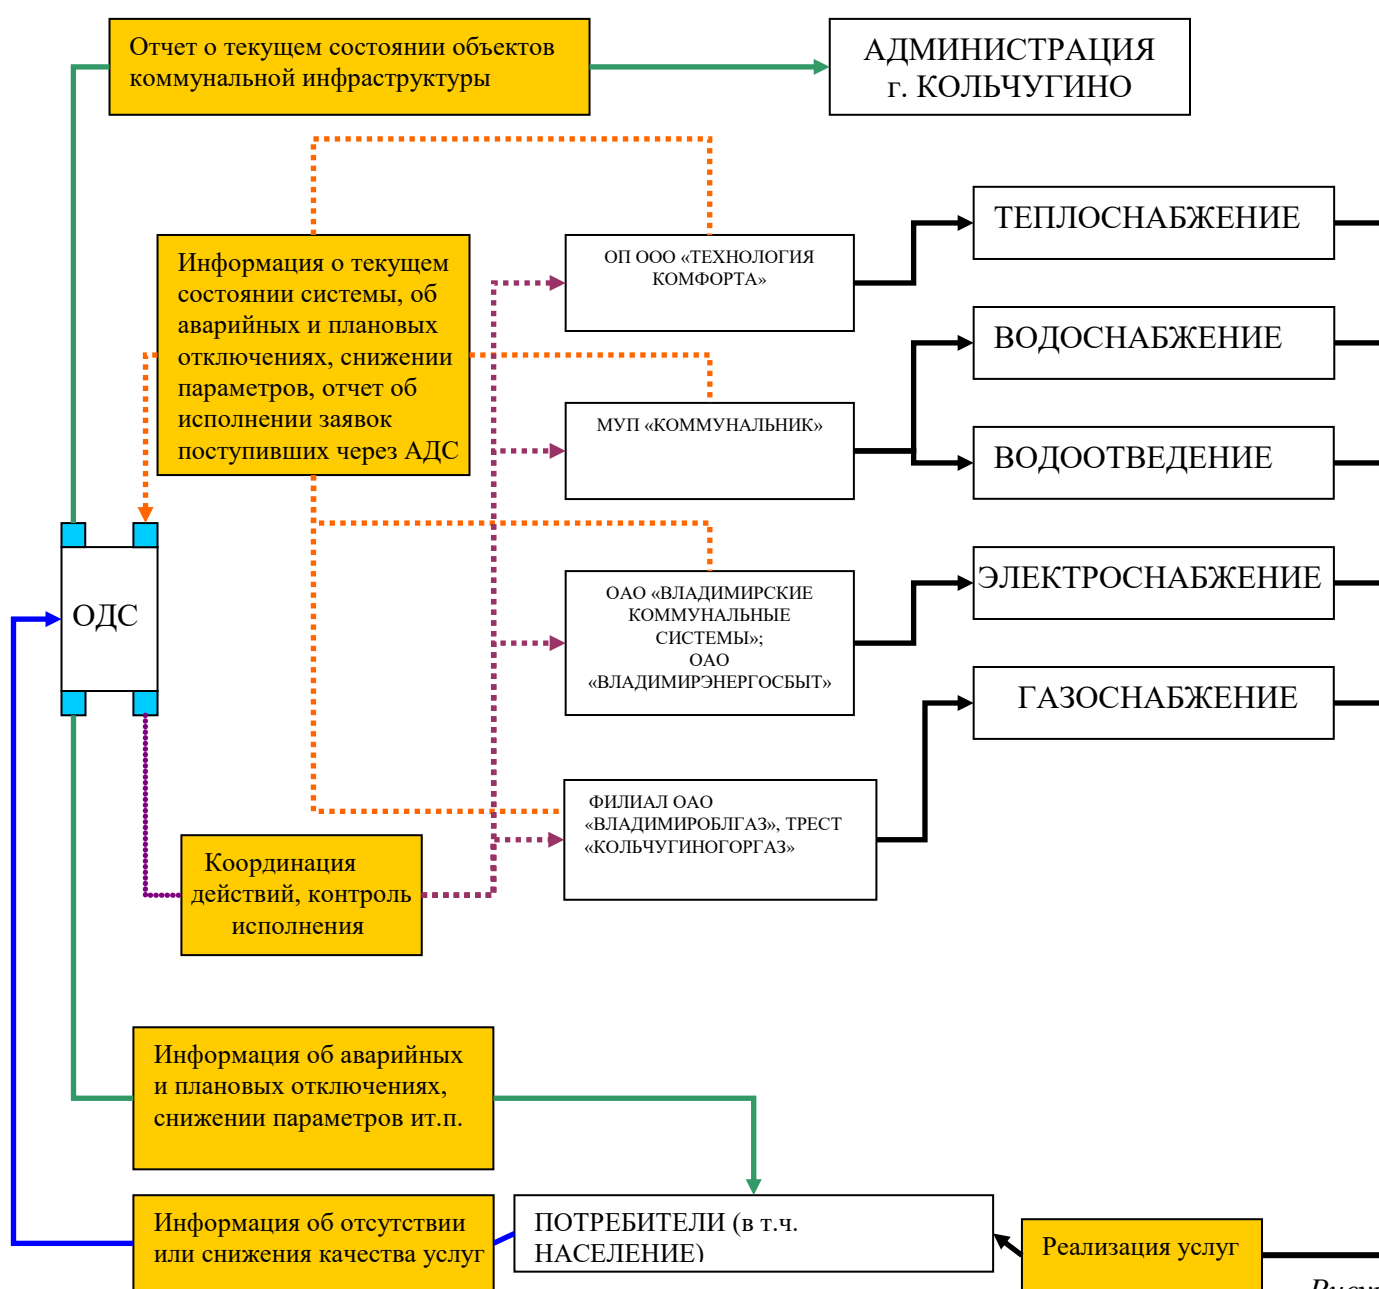 Отчет о текущем состоянии объектов
коммунальной инфраструктуры
АДМИНИСТРАЦИЯ
г. КОЛЬЧУГИНО
ТЕПЛОСНАБЖЕНИЕ
Информация о текущем
состоянии системы, об
аварийных и плановых
отключениях, снижении
параметров, отчет об
исполнении заявок
поступивших через АДС
ОП ООО «ТЕХНОЛОГИЯ
КОМФОРТА»
ВОДОСНАБЖЕНИЕ
МУП «КОММУНАЛЬНИК»
ВОДООТВЕДЕНИЕ
ОДС
ОАО «ВЛАДИМИРСКИЕ
КОММУНАЛЬНЫЕ
СИСТЕМЫ»;
ОАО
«ВЛАДИМИРЭНЕРГОСБЫТ»
ЭЛЕКТРОСНАБЖЕНИЕ
ГАЗОСНАБЖЕНИЕ
ФИЛИАЛ ОАО
«ВЛАДИМИРОБЛГАЗ», ТРЕСТ
«КОЛЬЧУГИНОГОРГАЗ»
Координация
действий, контроль
исполнения
Информация об аварийных
и плановых отключениях,
снижении параметров ит.п.
Информация об отсутствии
или снижения качества услуг
ПОТРЕБИТЕЛИ (в т.ч.
НАСЕЛЕНИЕ)
Реализация услуг